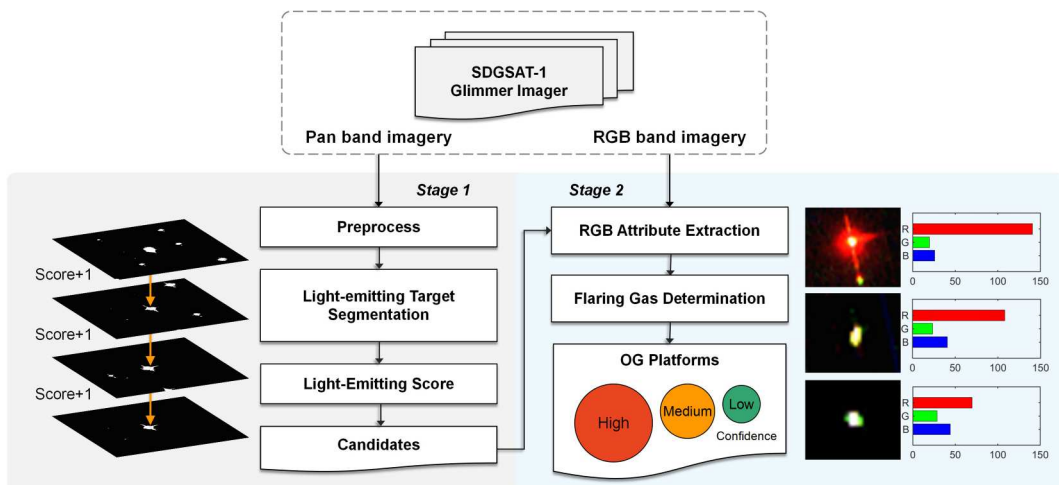 SDGSAT-1
Glimmer Imager
Pan band imagery
RGB band imagery
Stage 1
Stage 2
Preprocess
Light-emitting Target
Segmentation
Light-Emitting Score
Candidates
Score+1
Score+1
Score+1
RGB Attribute Extraction
Flaring Gas Determination
OG Platforms
High
Medium
Low
Confidence
R
G
B
0 50 100 150
R
G
B
0 50 100 150
R
G
B
0 50 100 150